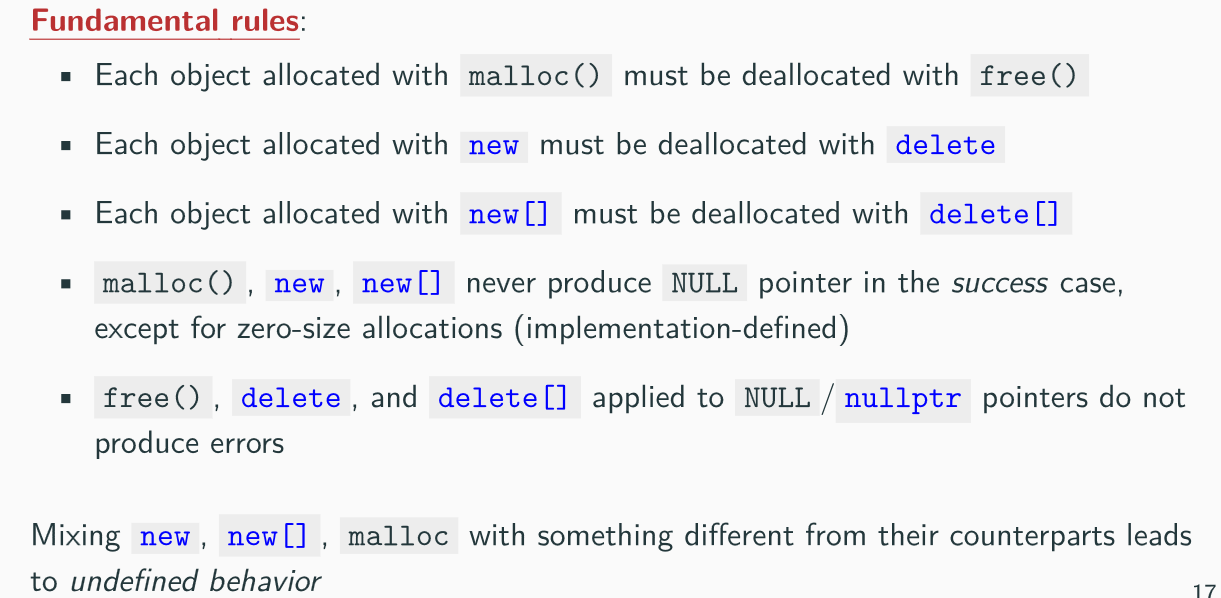 Fundamental rules:
▪ Each object allocated with malloc() must be deallocated with free()
▪ Each object allocated with new must be deallocated with delete
▪ Each object allocated with new[] must be deallocated with delete[]
▪ malloc(), new, new[] never produce NULL pointer in the success case,
except for zero-size allocations (implementation-defined)
▪ free(), delete, and delete[] applied to NULL/nullptr pointers do not
produce errors
Mixing new, new[], malloc with something different from their counterparts leads
to undefined behavior
17